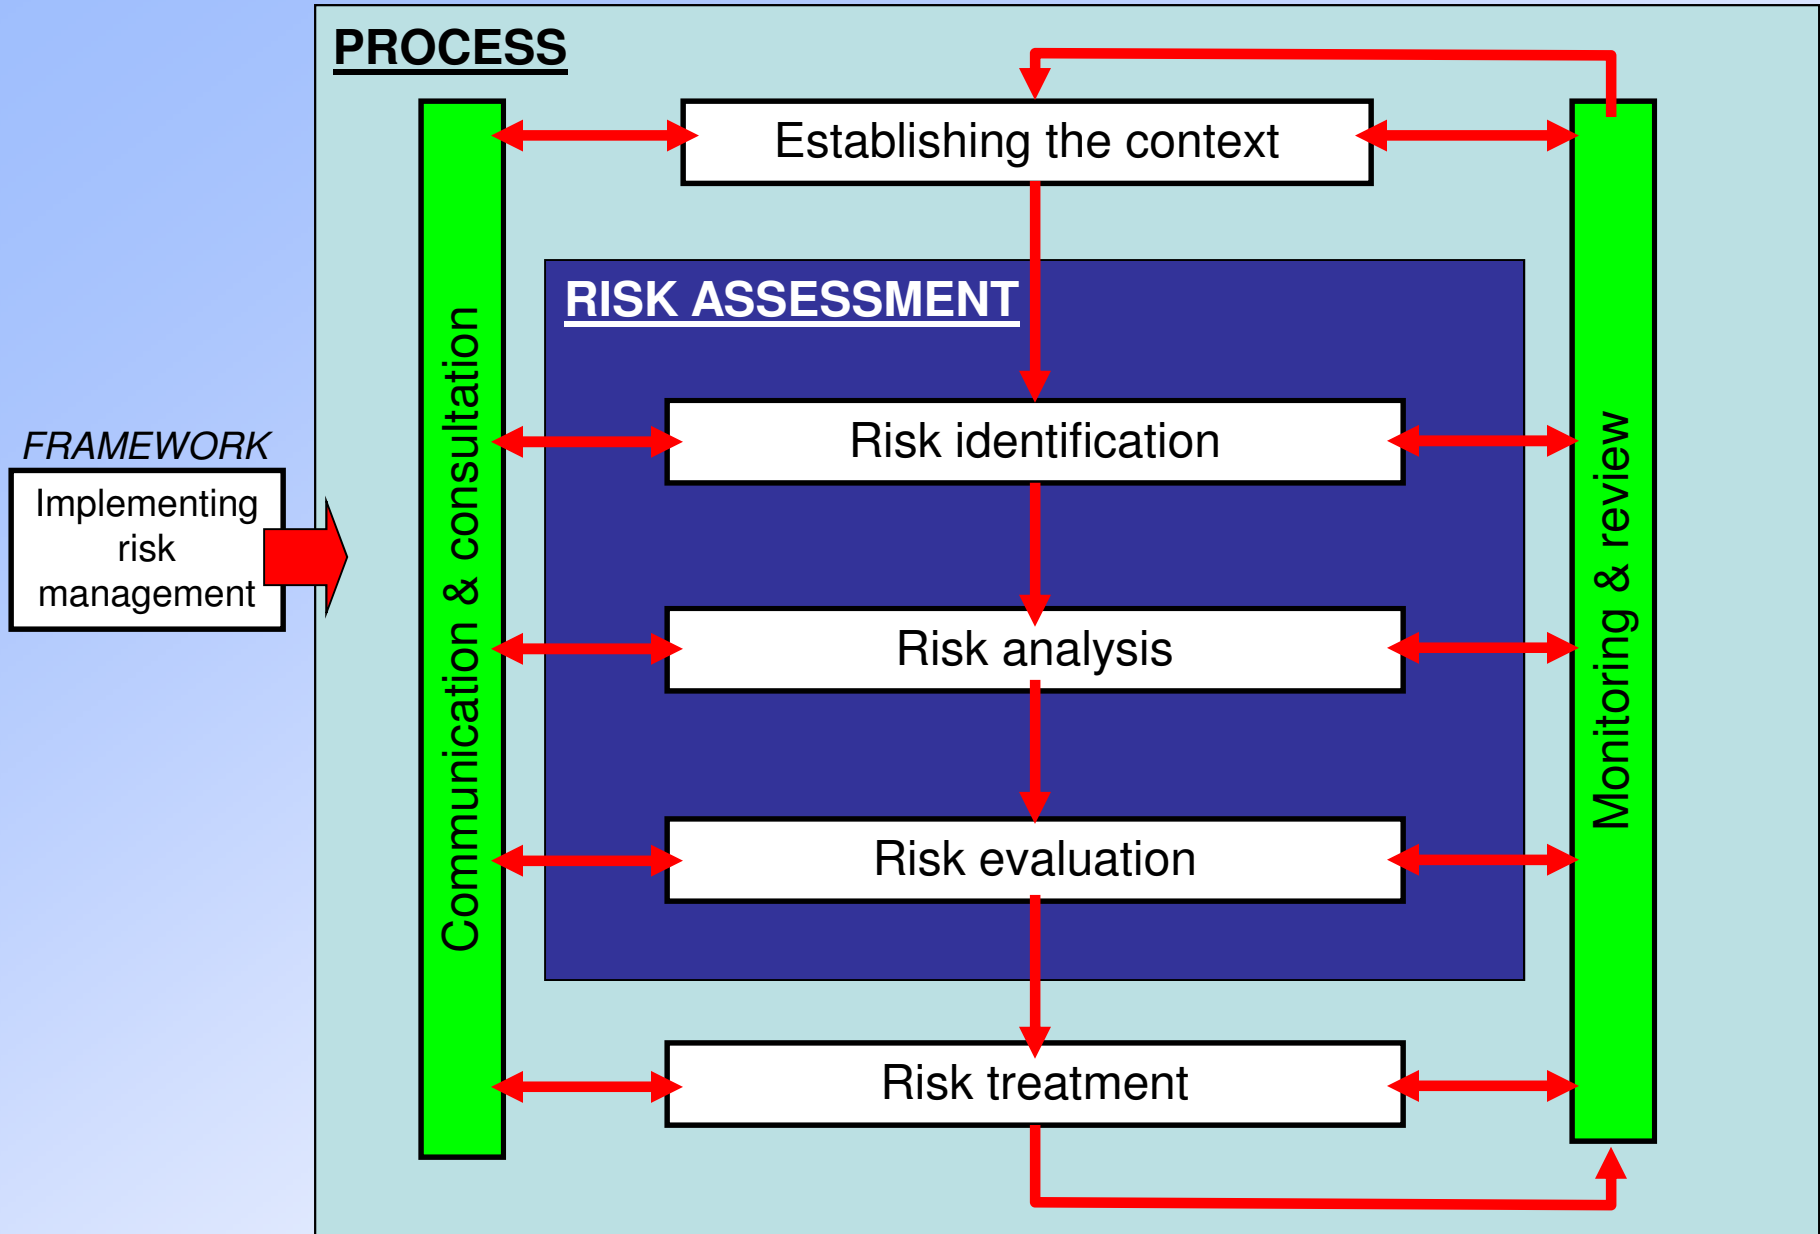 PROCESS
Establishing the context
RISK ASSESSMENT
FRAMEWORK
Implementing
risk
management
Communication & consultation
Risk identification
Risk analysis
Risk evaluation
Risk treatment
Monitoring & review